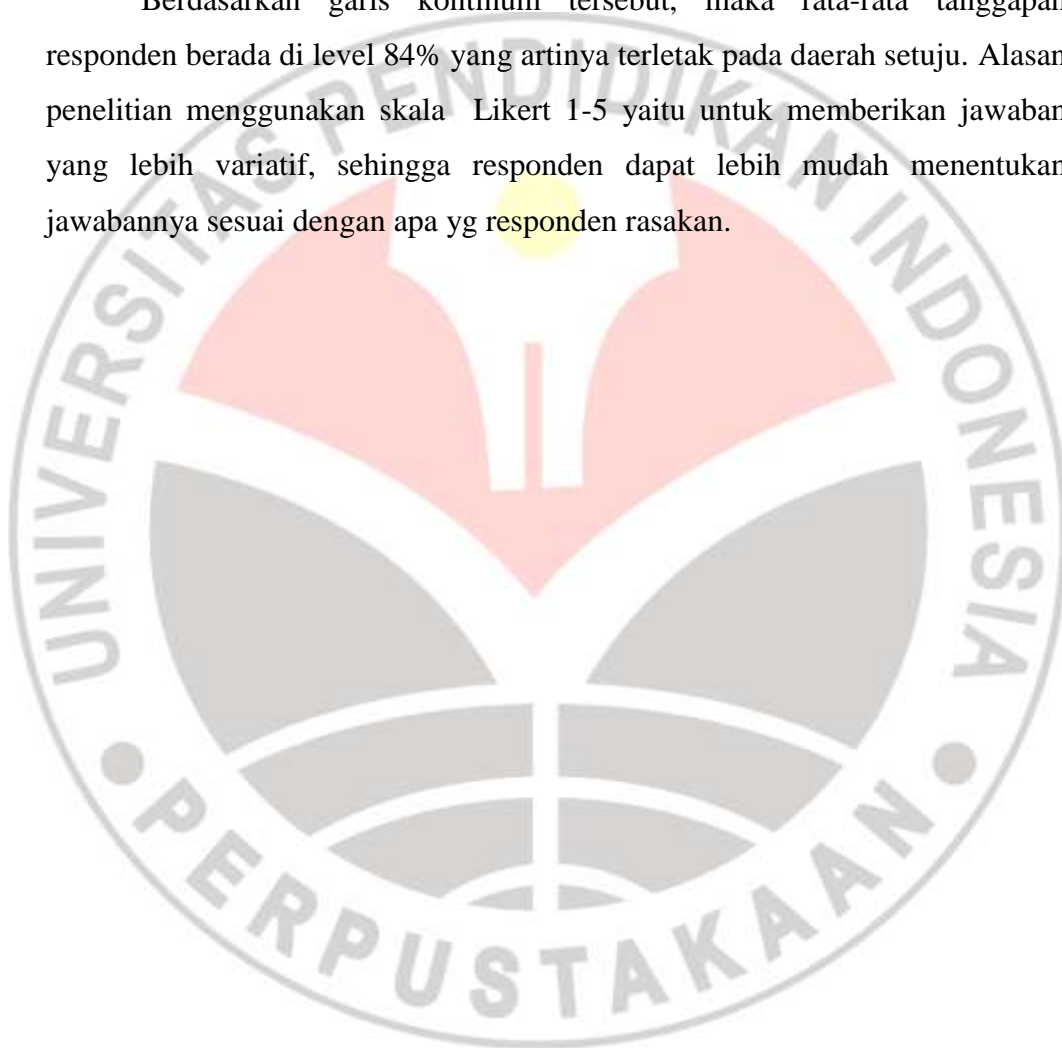 Berdasarkan garis kontinum tersebut, maka rata-rata tanggapan
responden berada di level 84% yang artinya terletak pada daerah setuju. Alasan
penelitian menggunakan skala Likert 1-5 yaitu untuk memberikan jawaban
yang lebih variatif, sehingga responden dapat lebih mudah menentukan
jawabannya sesuai dengan apa yg responden rasakan.
UNIVERSITAS PENDIDIKAN INDONESIA
PERPUSTAKAAN